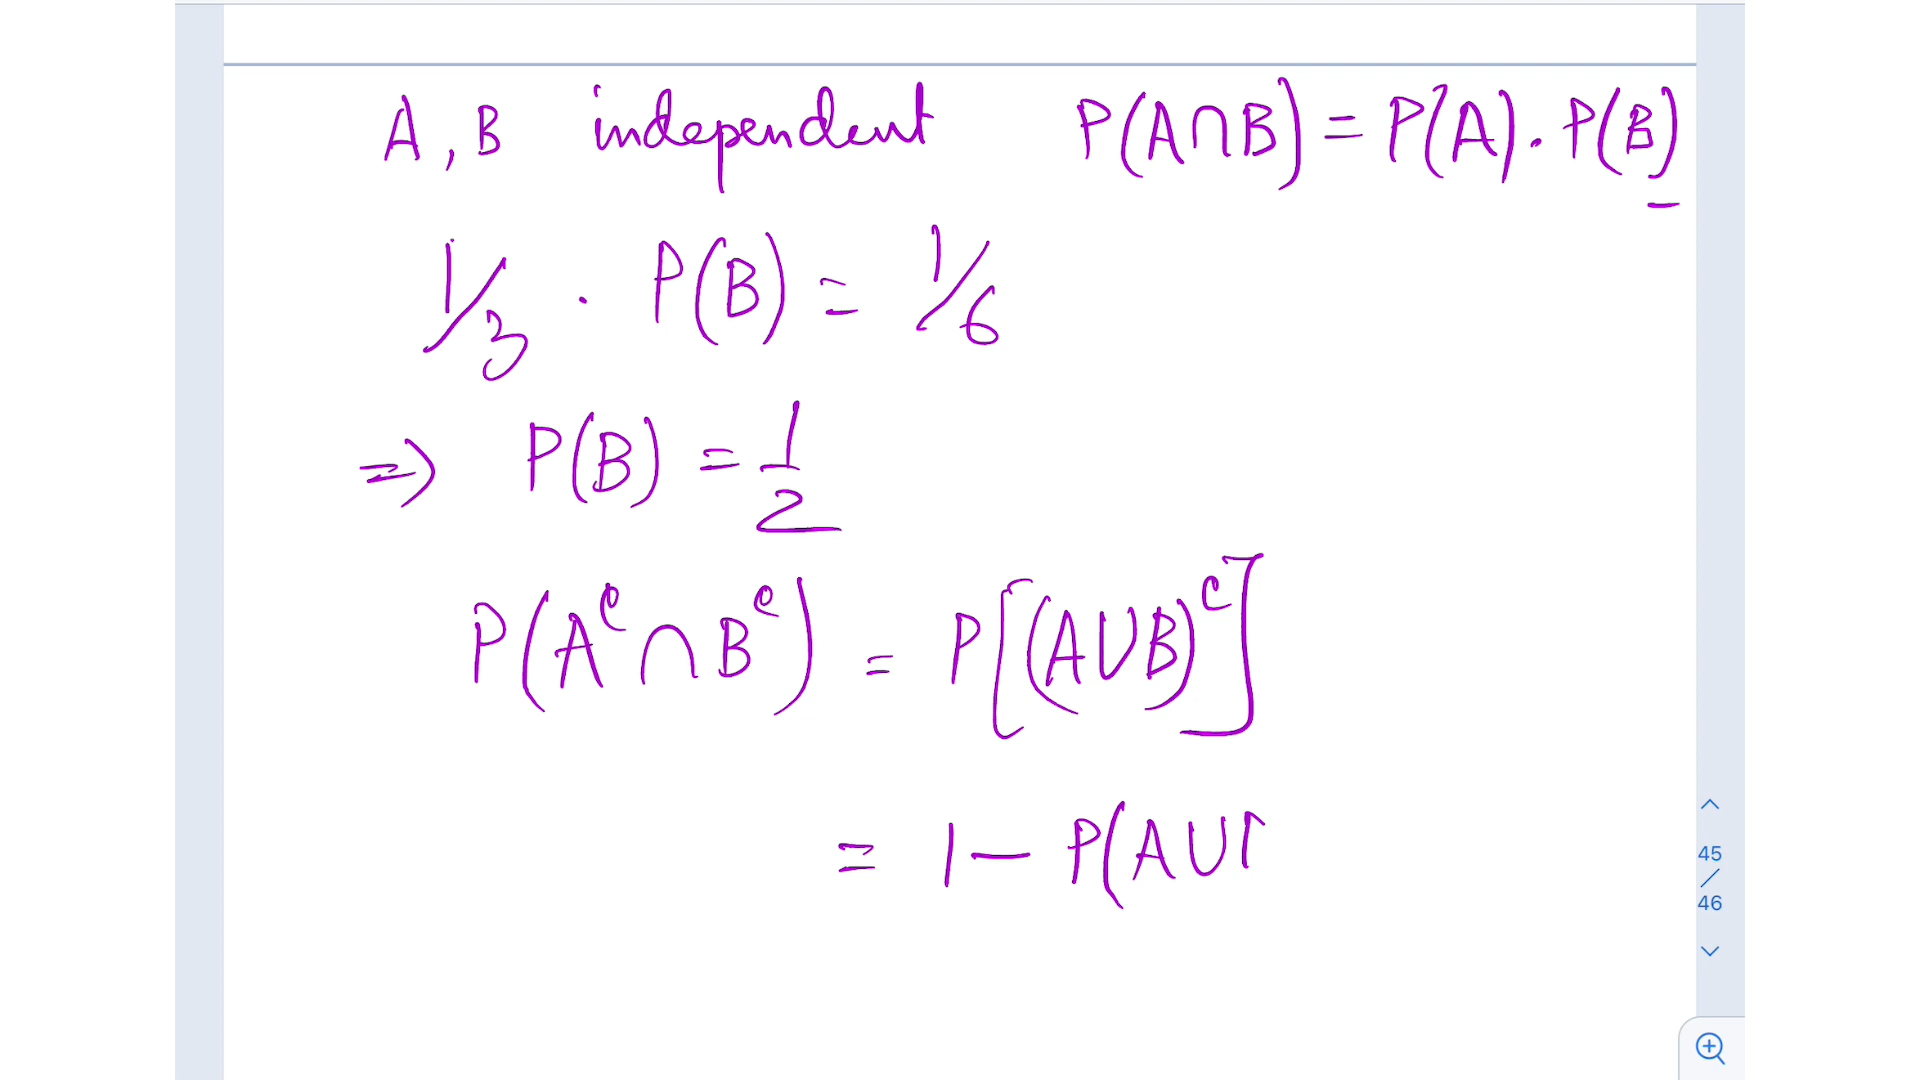 A, B independent P(A∩B) = P(A). P(B)
1/3 . P(B) = 1/6
=> P(B) = 1/2
P(Aᶜ∩Bᶜ) = P[(A∪B)ᶜ]
= 1 – P(A∪
45
/
46